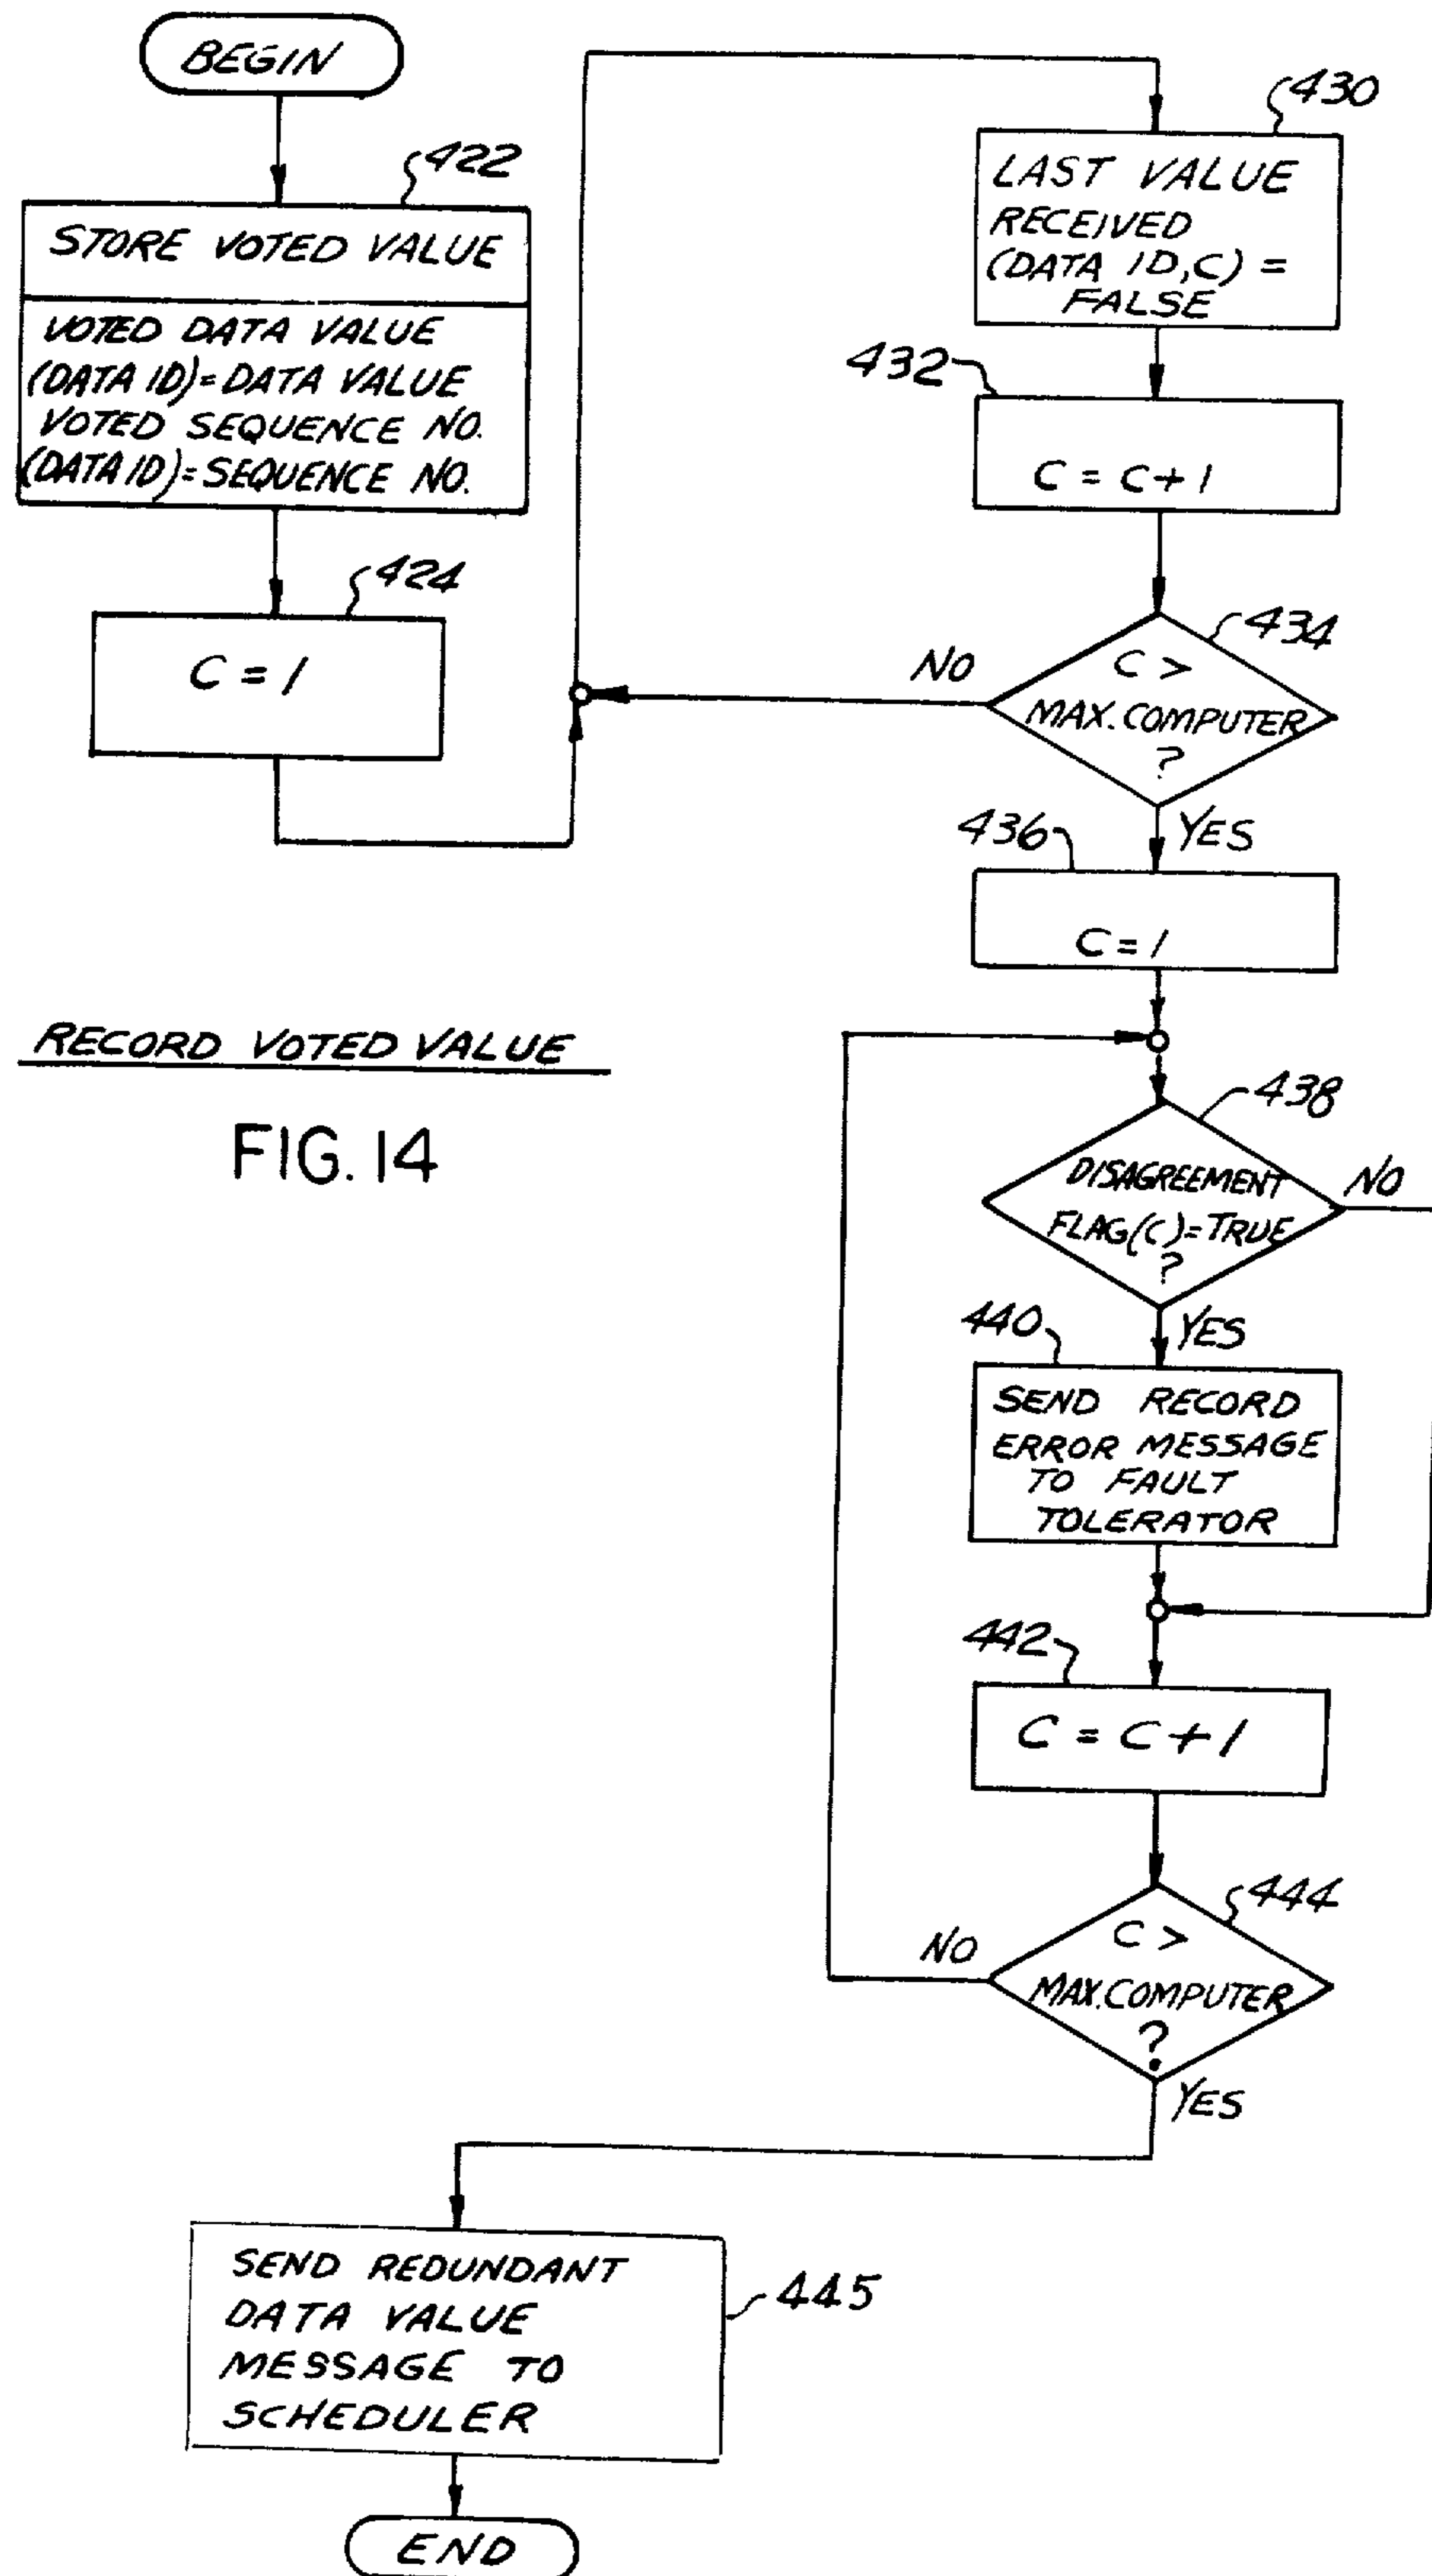 BEGIN
422
STORE VOTED VALUE
VOTED DATA VALUE
(DATA ID)=DATA VALUE
VOTED SEQUENCE NO.
(DATA ID)=SEQUENCE NO.
424
C = 1
430
LAST VALUE
RECEIVED
(DATA ID,C) =
FALSE
432
C = C+1
434
C >
MAX.COMPUTER
?
NO
YES
436
C = 1
RECORD VOTED VALUE
FIG. 14
438
DISAGREEMENT
FLAG(C)=TRUE
?
NO
YES
440
SEND RECORD
ERROR MESSAGE
TO FAULT
TOLERATOR
442
C = C + 1
444
C >
MAX.COMPUTER
?
NO
YES
445
SEND REDUNDANT
DATA VALUE
MESSAGE TO
SCHEDULER
END